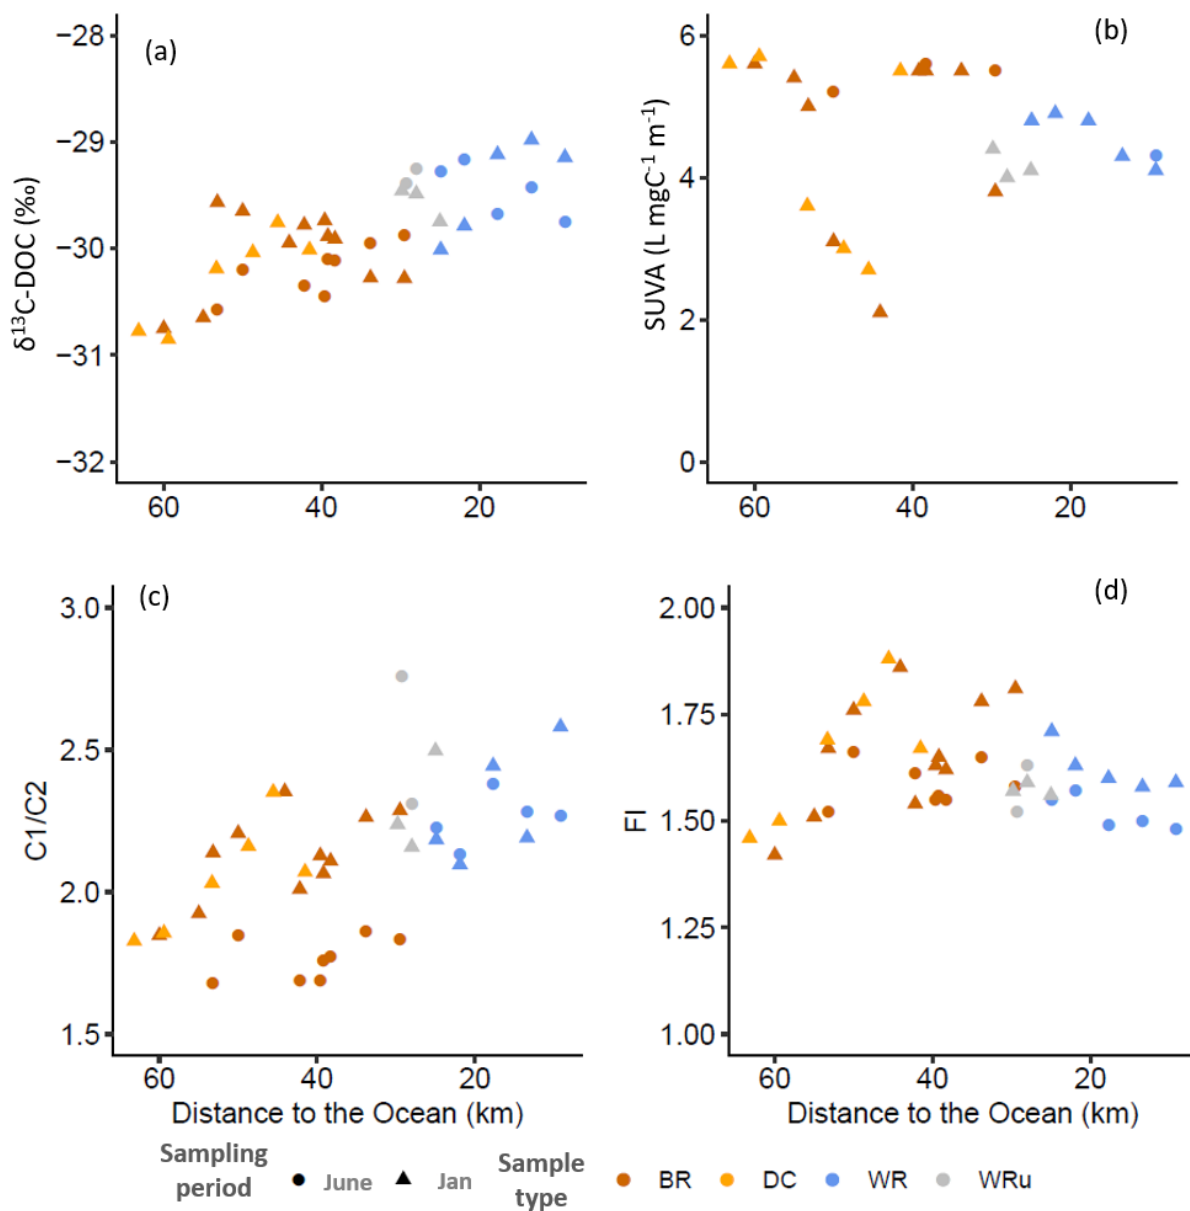 (a)
δ¹³C-DOC (‰)
−28
−29
−30
−31
−32
60 40 20
(b)
SUVA (L mgC⁻¹ m⁻¹)
6
4
2
0
60 40 20
(c)
C1/C2
3.0
2.5
2.0
1.5
60 40 20
Distance to the Ocean (km)
(d)
FI
2.00
1.75
1.50
1.25
1.00
60 40 20
Distance to the Ocean (km)
Sampling
period
June Jan
Sample
type
BR DC WR WRu